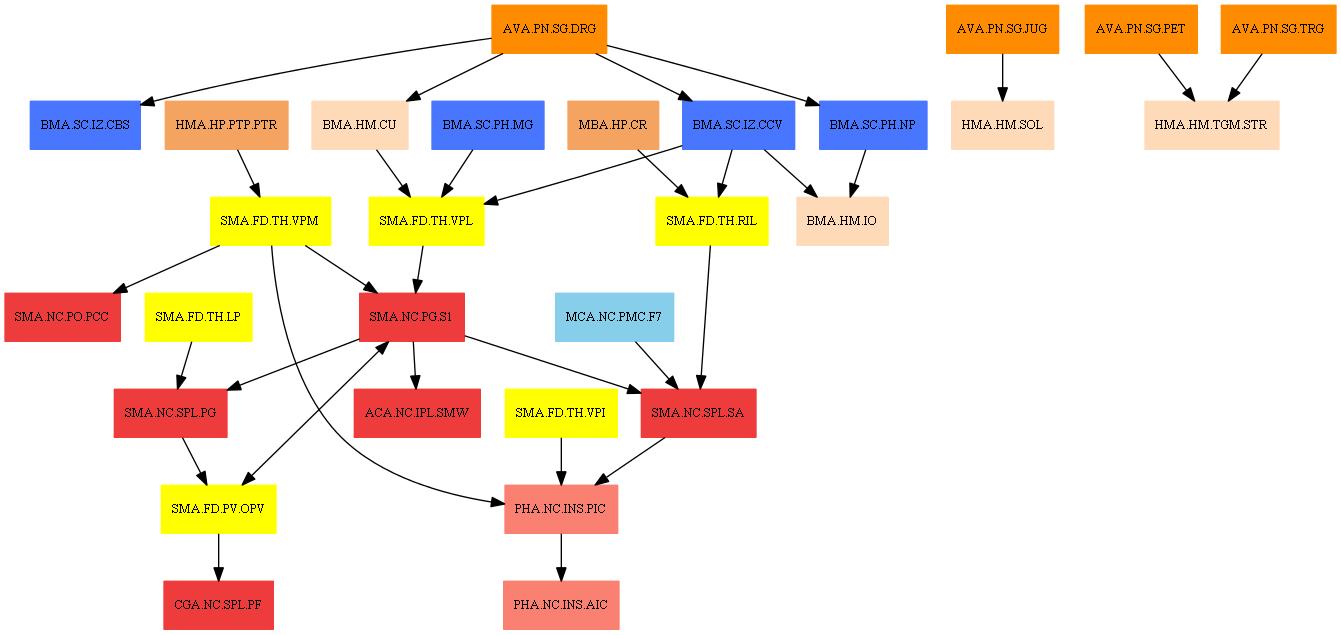 AVA.PN.SG.DRG
AVA.PN.SG.JUG
AVA.PN.SG.PET
AVA.PN.SG.TRG
BMA.SC.IZ.CBS
HMA.HP.PTP.PTR
BMA.HM.CU
BMA.SC.PH.MG
MBA.HP.CR
BMA.SC.IZ.CCV
BMA.SC.PH.NP
HMA.HM.SOL
HMA.HM.TGM.STR
SMA.FD.TH.VPM
SMA.FD.TH.VPL
SMA.FD.TH.RIL
BMA.HM.IO
SMA.NC.PO.PCC
SMA.FD.TH.LP
SMA.NC.PG.S1
MCA.NC.PMC.F7
SMA.NC.SPL.PG
ACA.NC.IPL.SMW
SMA.FD.TH.VPI
SMA.NC.SPL.SA
SMA.FD.PV.OPV
PHA.NC.INS.PIC
CGA.NC.SPL.PF
PHA.NC.INS.AIC